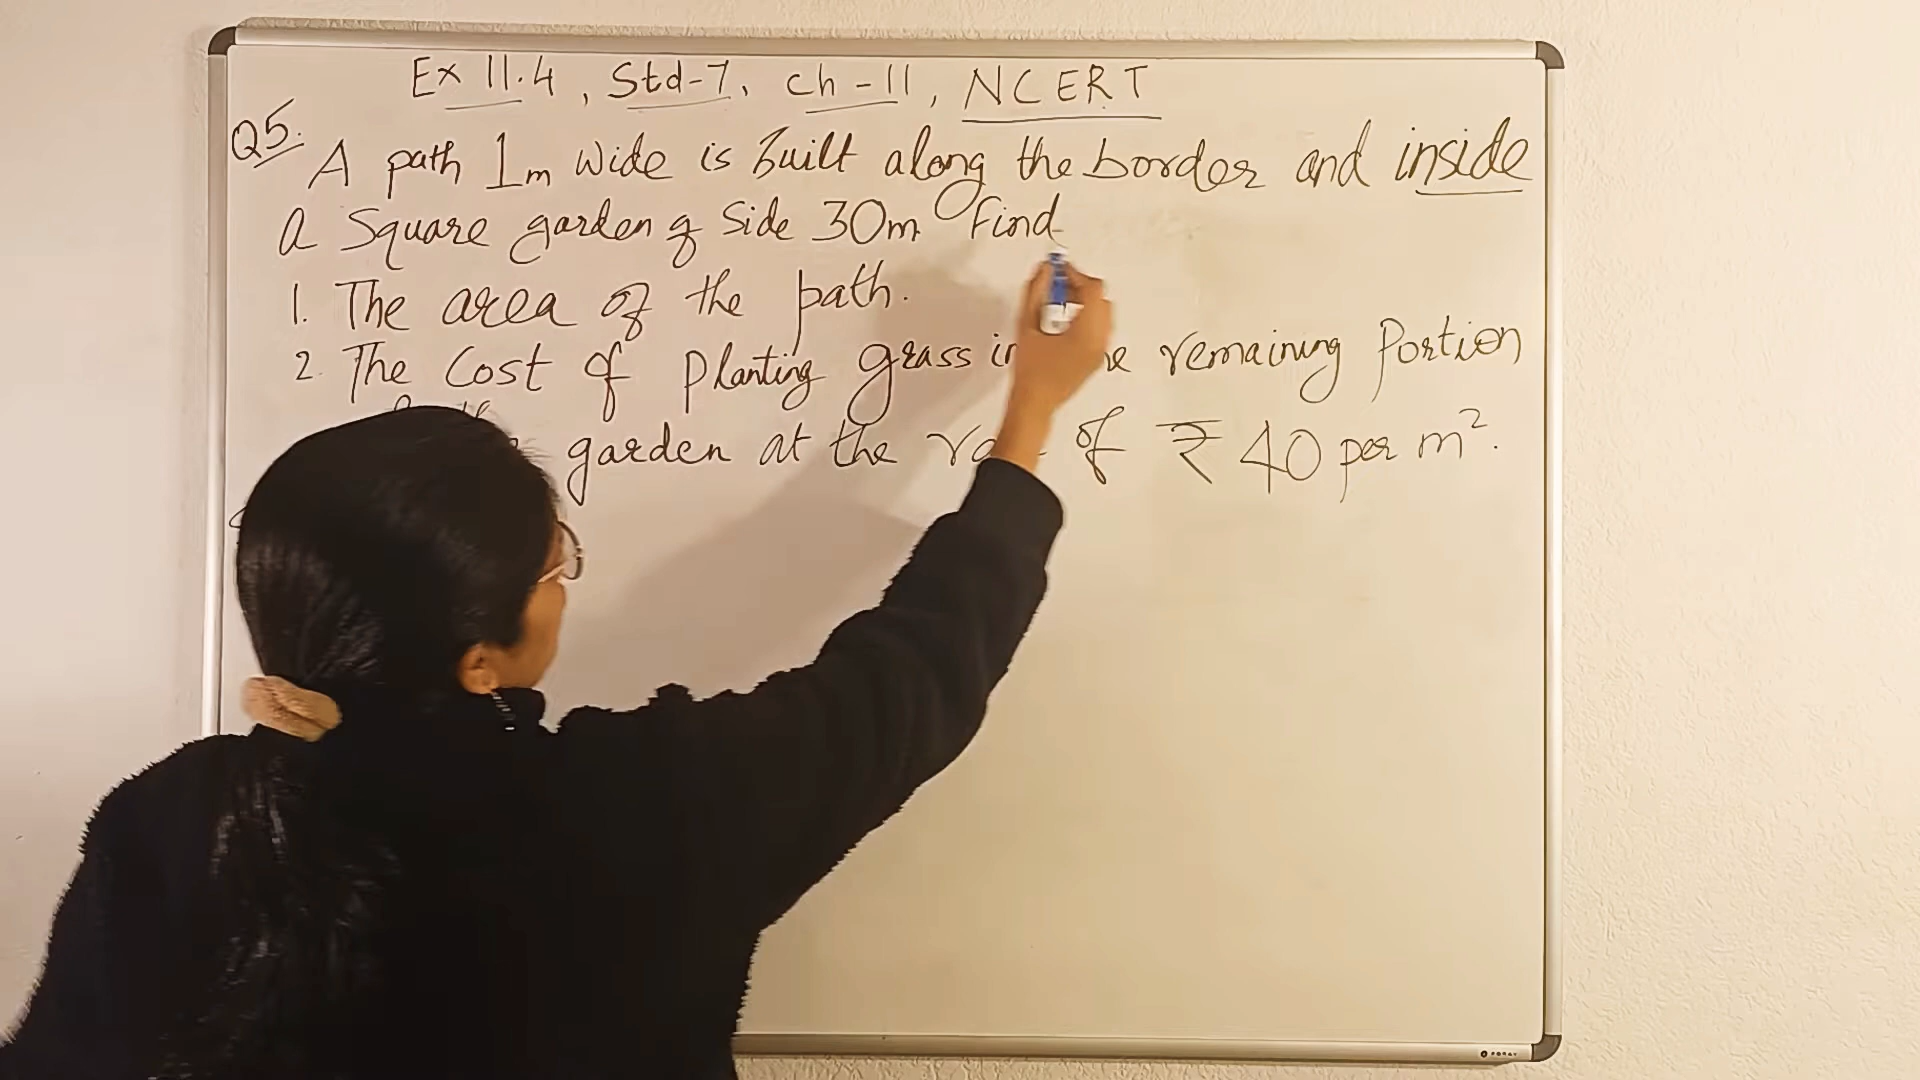 Ex 11.4, Std-7, Ch-11, NCERT
Q5. A path 1m wide is built along the border and inside
a Square garden of Side 30m Find
1. The area of the path.
2. The Cost of Planting grass in remaining Portion
garden at the of ₹ 40 per m².